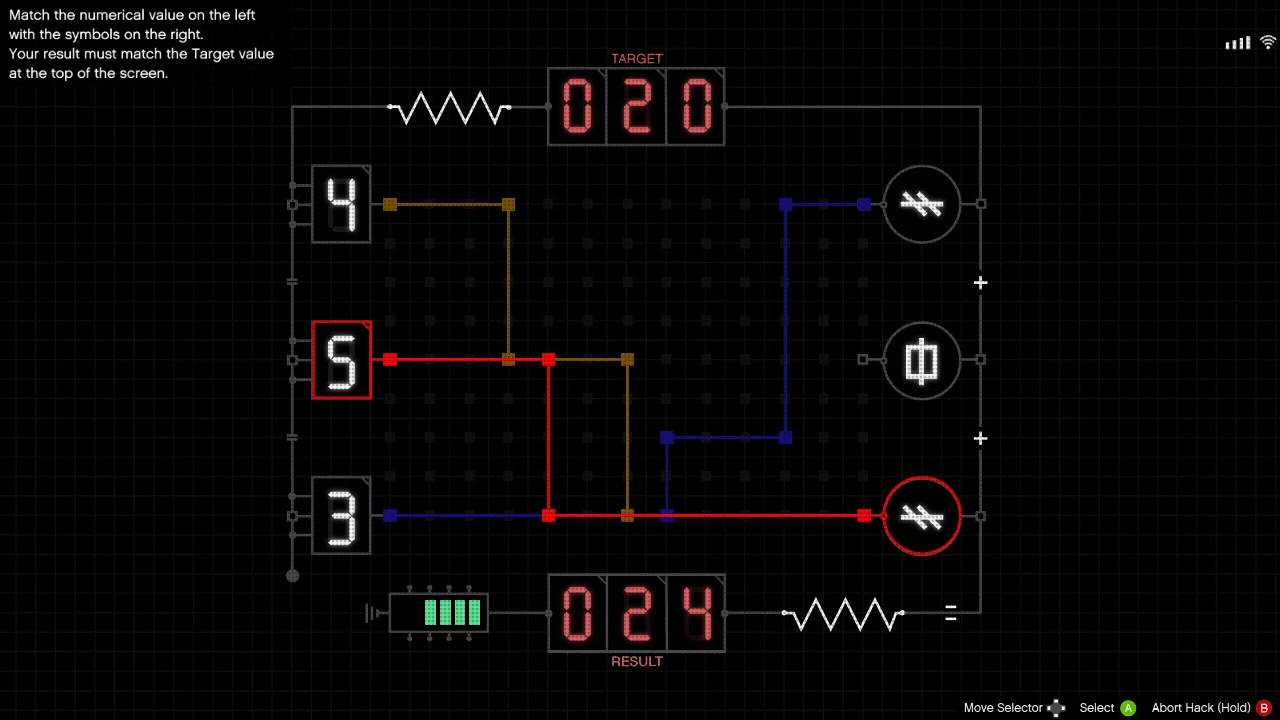 Match the numerical value on the left
with the symbols on the right.
Your result must match the Target value
at the top of the screen.
TARGET
020
4
5
3
024
RESULT
Move Selector Select A Abort Hack (Hold) B